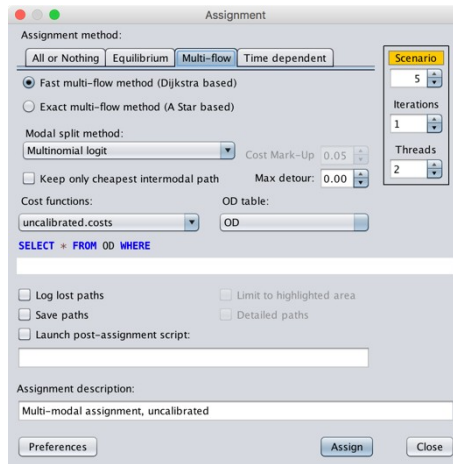 Assignment
Assignment method:
All or Nothing Equilibrium Multi-flow Time dependent
Scenario
5
Fast multi-flow method (Dijkstra based)
Exact multi-flow method (A Star based)
Iterations
1
Modal split method:
Multinomial logit
Cost Mark-Up 0.05
Threads
2
Keep only cheapest intermodal path
Max detour: 0.00
Cost functions: OD table:
uncalibrated.costs OD
SELECT * FROM OD WHERE
Log lost paths Limit to highlighted area
Save paths Detailed paths
Launch post-assignment script:
Assignment description:
Multi-modal assignment, uncalibrated
Preferences Assign Close